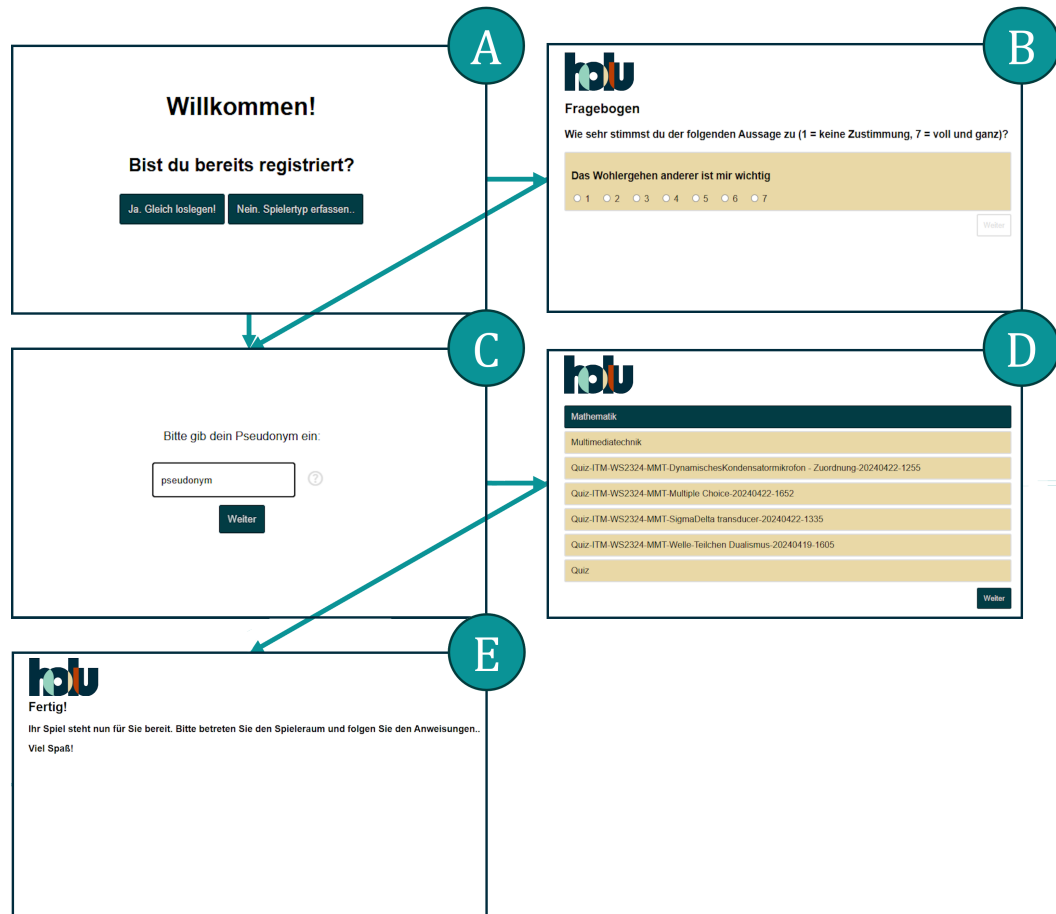 A
Willkommen!
Bist du bereits registriert?
Ja. Gleich loslegen! Nein. Spielertyp erfassen..
B
holu
Fragebogen
Wie sehr stimmst du der folgenden Aussage zu (1 = keine Zustimmung, 7 = voll und ganz)?
Das Wohlergehen anderer ist mir wichtig
1 2 3 4 5 6 7
Weiter
C
Bitte gib dein Pseudonym ein:
pseudonym ?
Weiter
D
holu
Mathematik
Multimediatechnik
Quiz-ITM-WS2324-MMT-DynamischesKondensatormikrofon - Zuordnung-20240422-1255
Quiz-ITM-WS2324-MMT-Multiple Choice-20240422-1652
Quiz-ITM-WS2324-MMT-SigmaDelta transducer-20240422-1335
Quiz-ITM-WS2324-MMT-Welle-Teilchen Dualismus-20240419-1605
Quiz
Weiter
E
holu
Fertig!
Ihr Spiel steht nun für Sie bereit. Bitte betreten Sie den Spieleraum und folgen Sie den Anweisungen..
Viel Spaß!